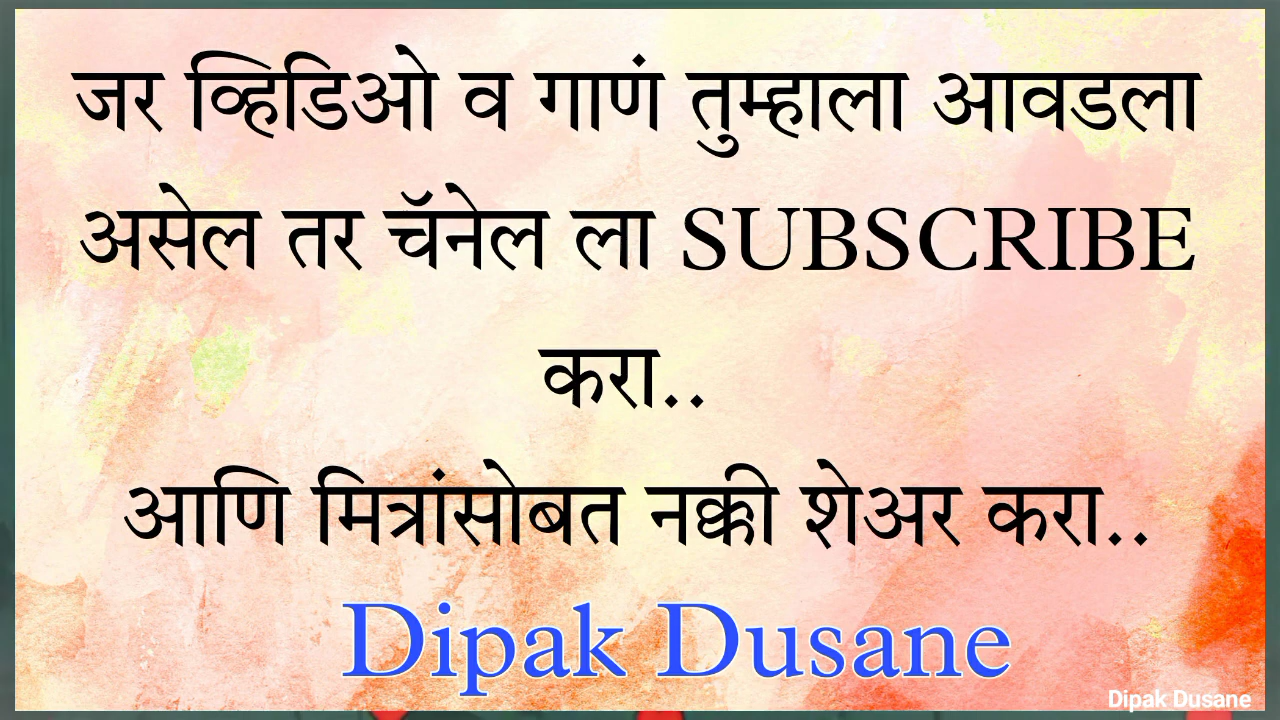 जर व्हिडिओ व गाणं तुम्हाला आवडला
असेल तर चॅनेल ला SUBSCRIBE
करा..
आणि मित्रांसोबत नक्की शेअर करा..
Dipak Dusane
Dipak Dusane